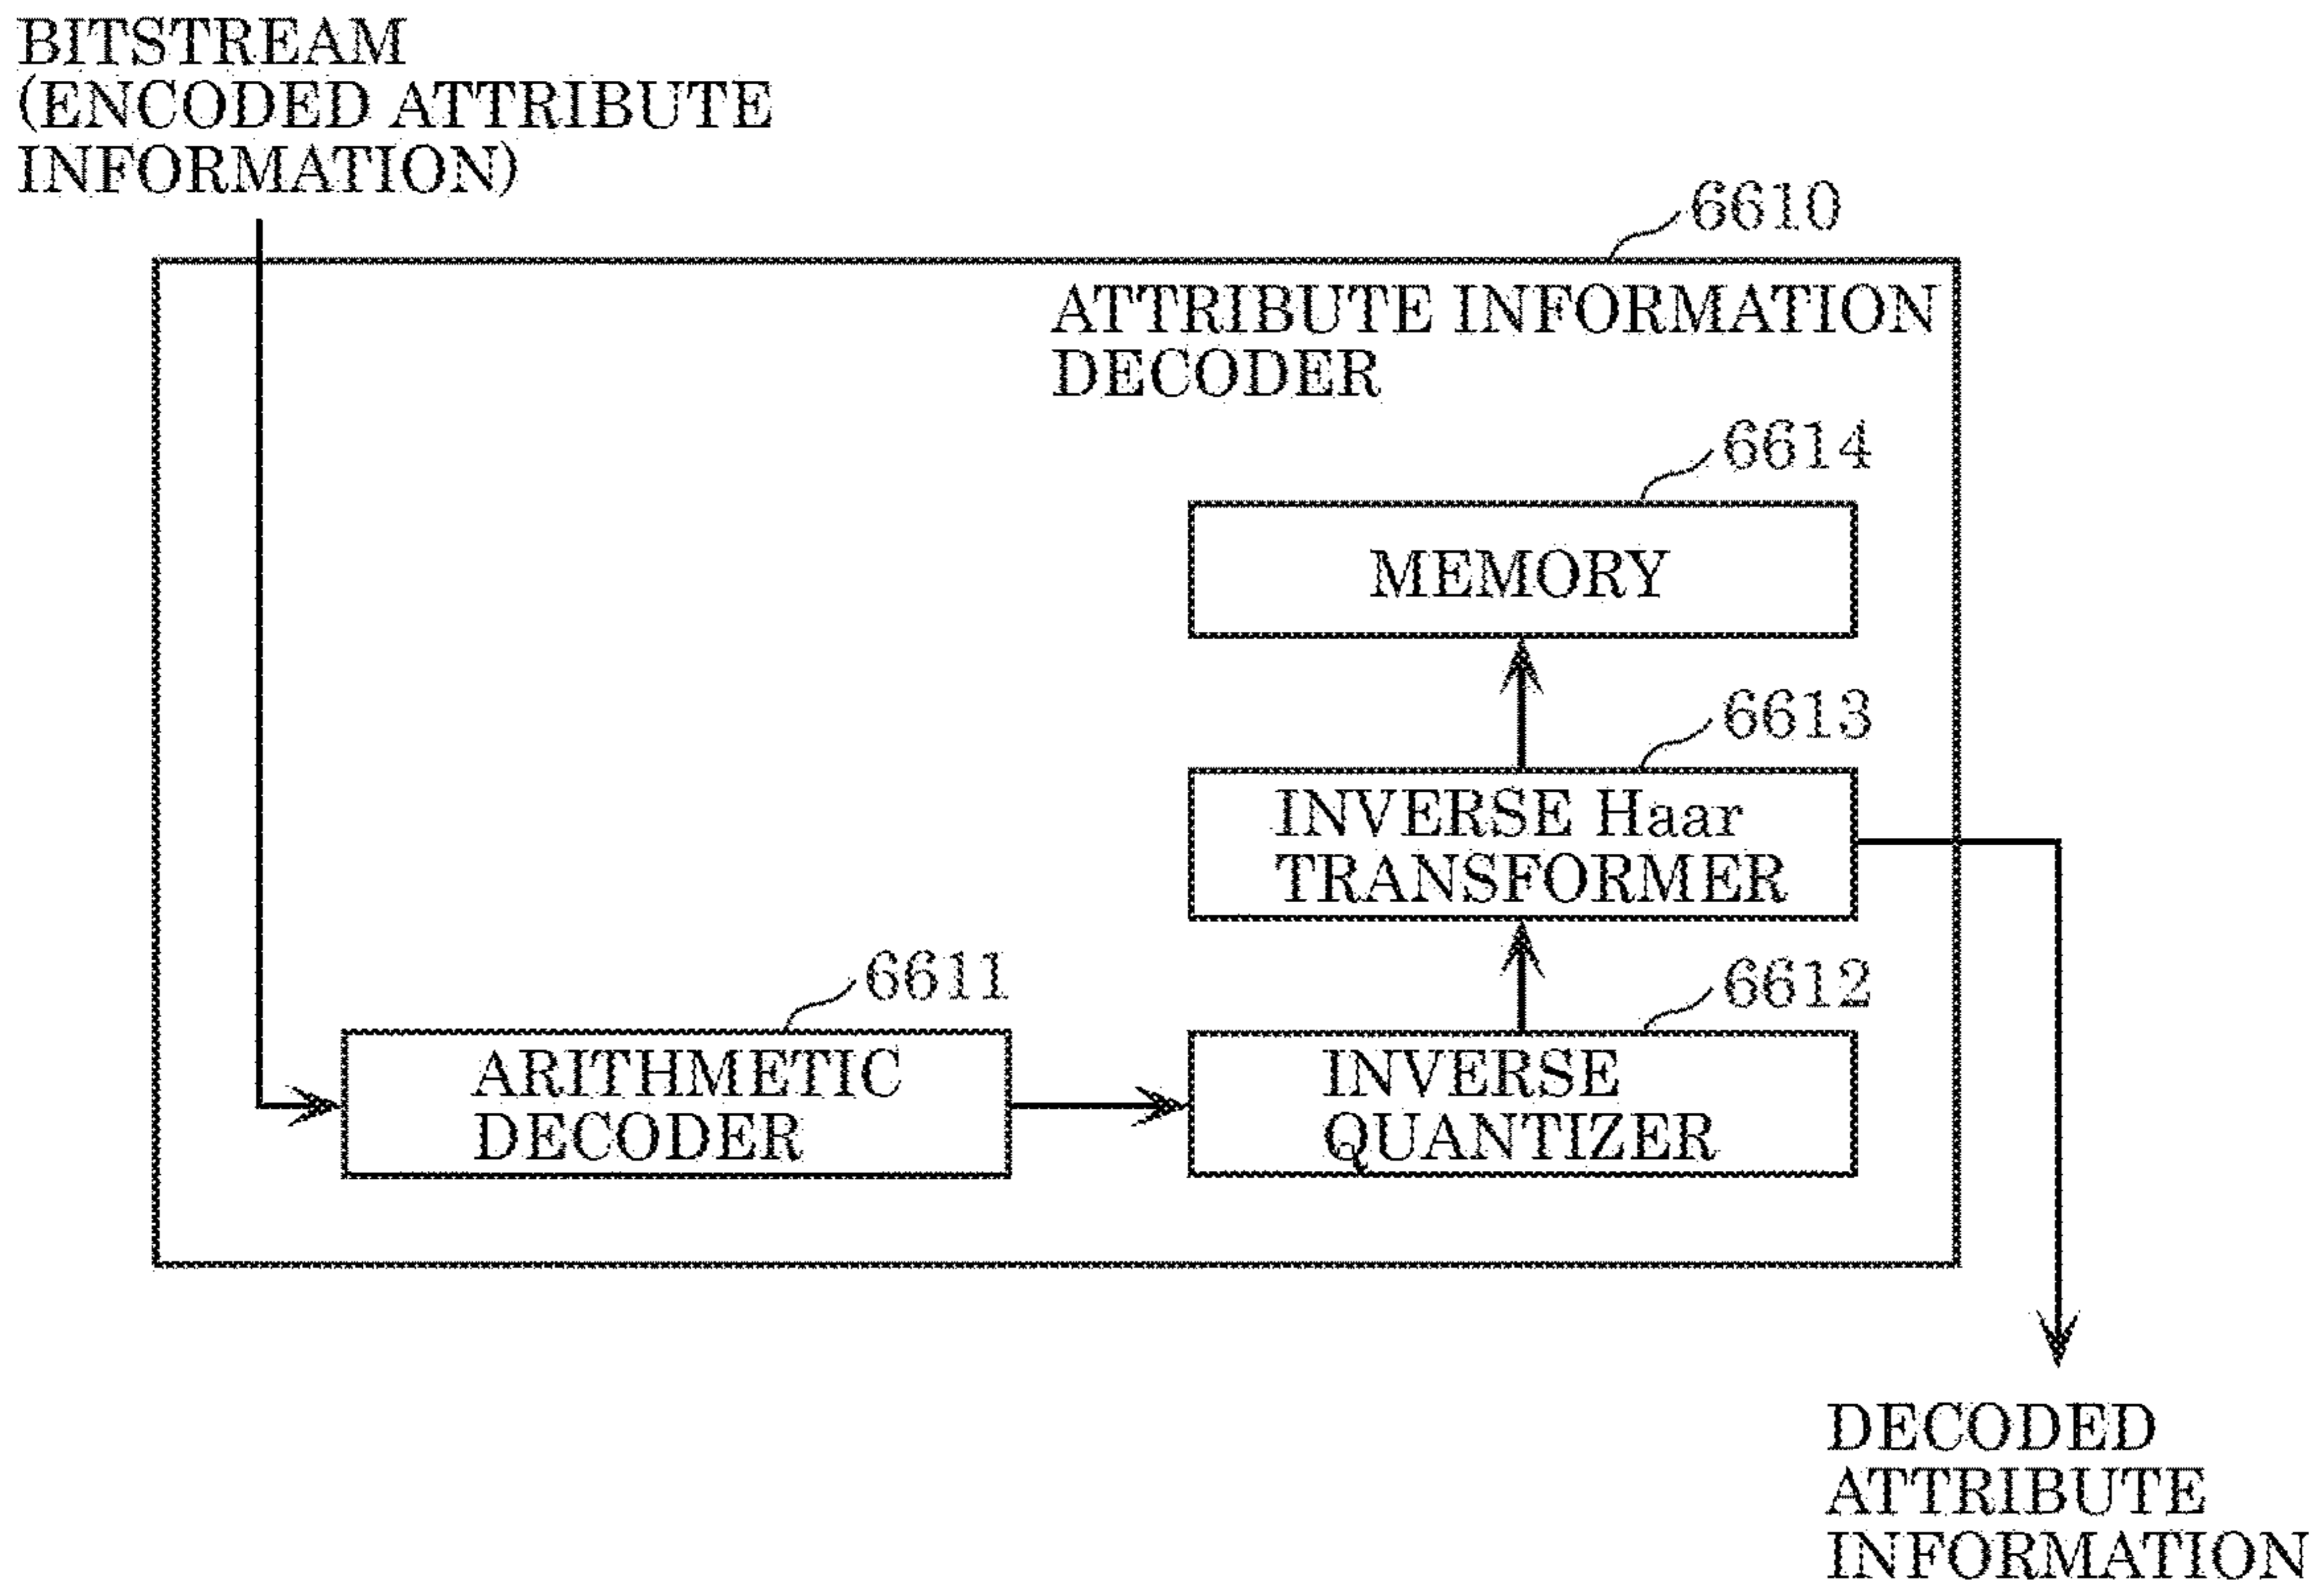 BITSTREAM
(ENCODED ATTRIBUTE
INFORMATION)
6610
ATTRIBUTE INFORMATION
DECODER
6614
MEMORY
6613
INVERSE Haar
TRANSFORMER
6611
ARITHMETIC
DECODER
6612
INVERSE
QUANTIZER
DECODED
ATTRIBUTE
INFORMATION